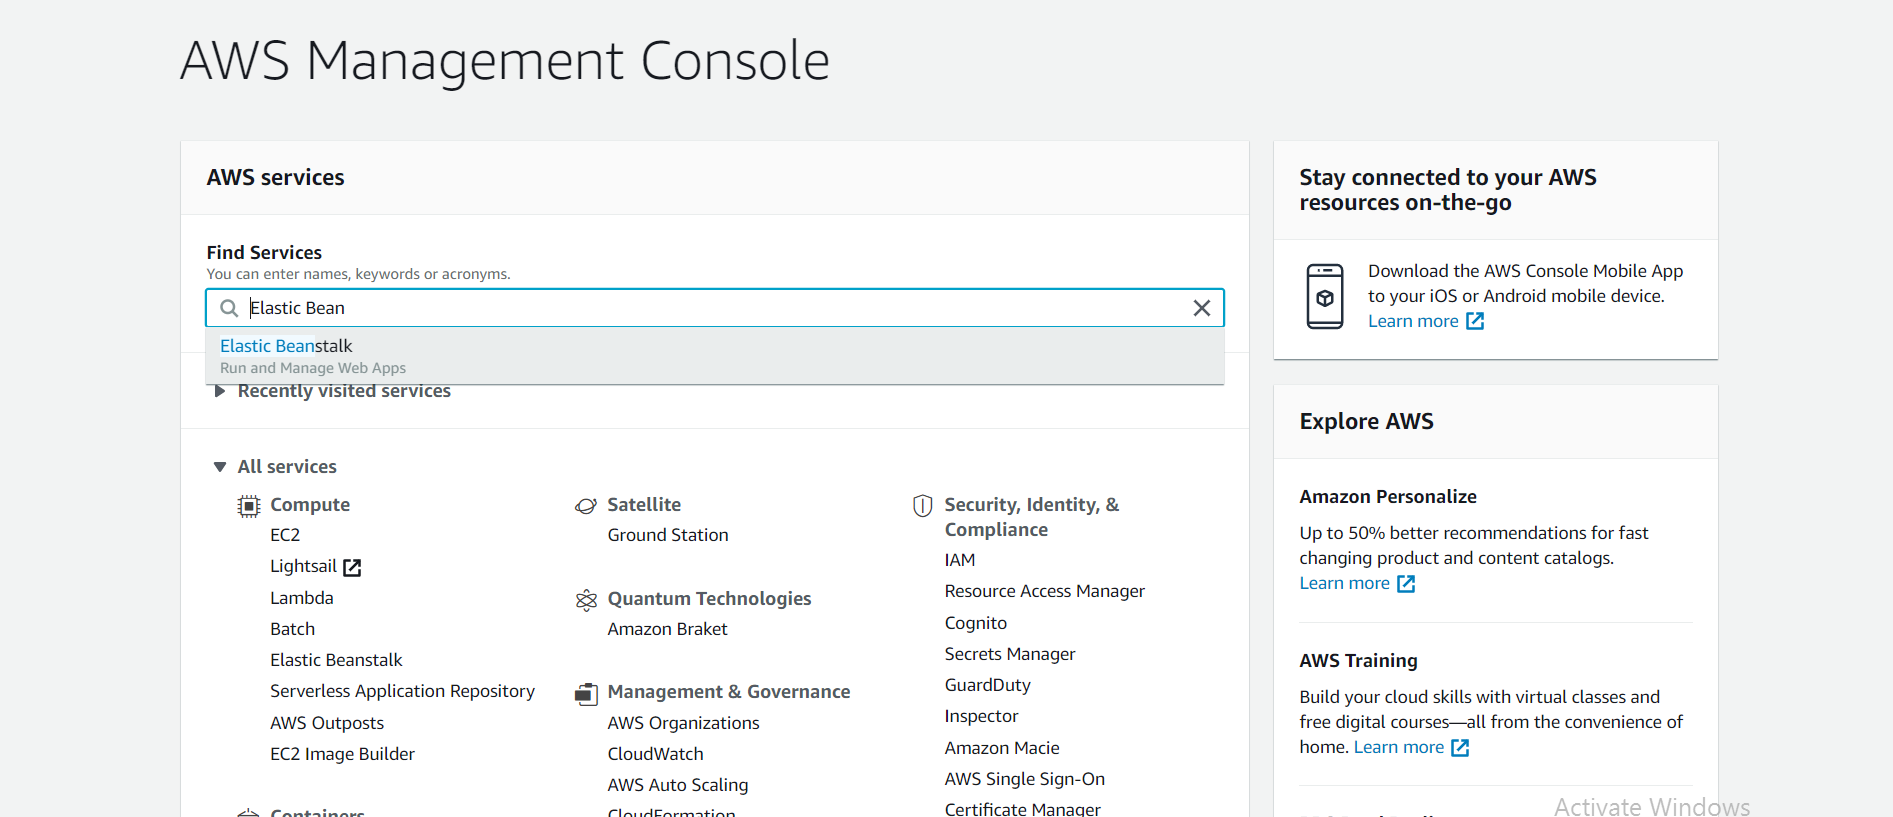 AWS Management Console
AWS services
Find Services
You can enter names, keywords or acronyms.
Elastic Bean
Elastic Beanstalk
Run and Manage Web Apps
Recently visited services
All services
Compute
EC2
Lightsail
Lambda
Batch
Elastic Beanstalk
Serverless Application Repository
AWS Outposts
EC2 Image Builder
Containers
Satellite
Ground Station
Quantum Technologies
Amazon Braket
Management & Governance
AWS Organizations
CloudWatch
AWS Auto Scaling
CloudFormation
Security, Identity, &
Compliance
IAM
Resource Access Manager
Cognito
Secrets Manager
GuardDuty
Inspector
Amazon Macie
AWS Single Sign-On
Certificate Manager
Stay connected to your AWS
resources on-the-go
Download the AWS Console Mobile App
to your iOS or Android mobile device.
Learn more
Explore AWS
Amazon Personalize
Up to 50% better recommendations for fast
changing product and content catalogs.
Learn more
AWS Training
Build your cloud skills with virtual classes and
free digital courses—all from the convenience of
home. Learn more
Activate Windows